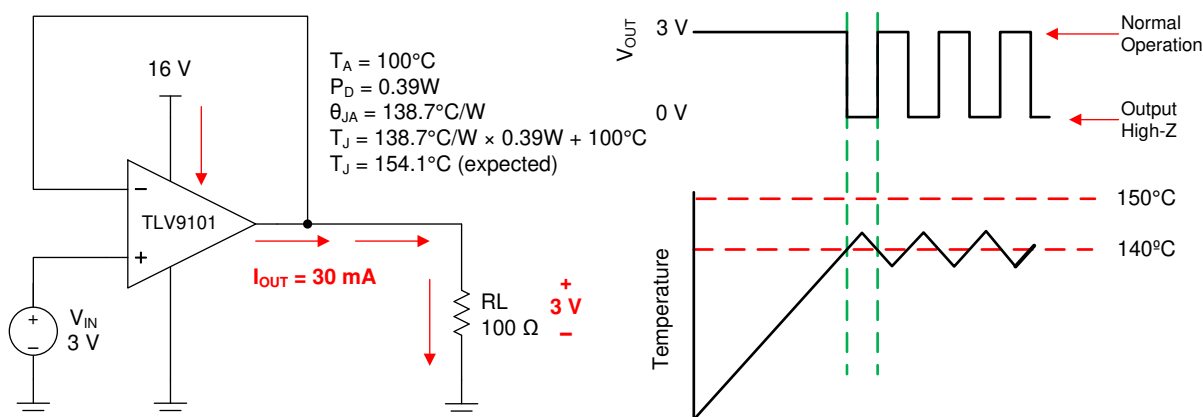 16 V
T_A = 100°C
P_D = 0.39W
θ_JA = 138.7°C/W
T_J = 138.7°C/W × 0.39W + 100°C
T_J = 154.1°C (expected)
−
TLV9101
+
I_OUT = 30 mA
+
−
V_IN
3 V
RL
100 Ω
+
3 V
−
V_OUT
3 V
0 V
Normal
Operation
Output
High-Z
Temperature
150°C
140ºC